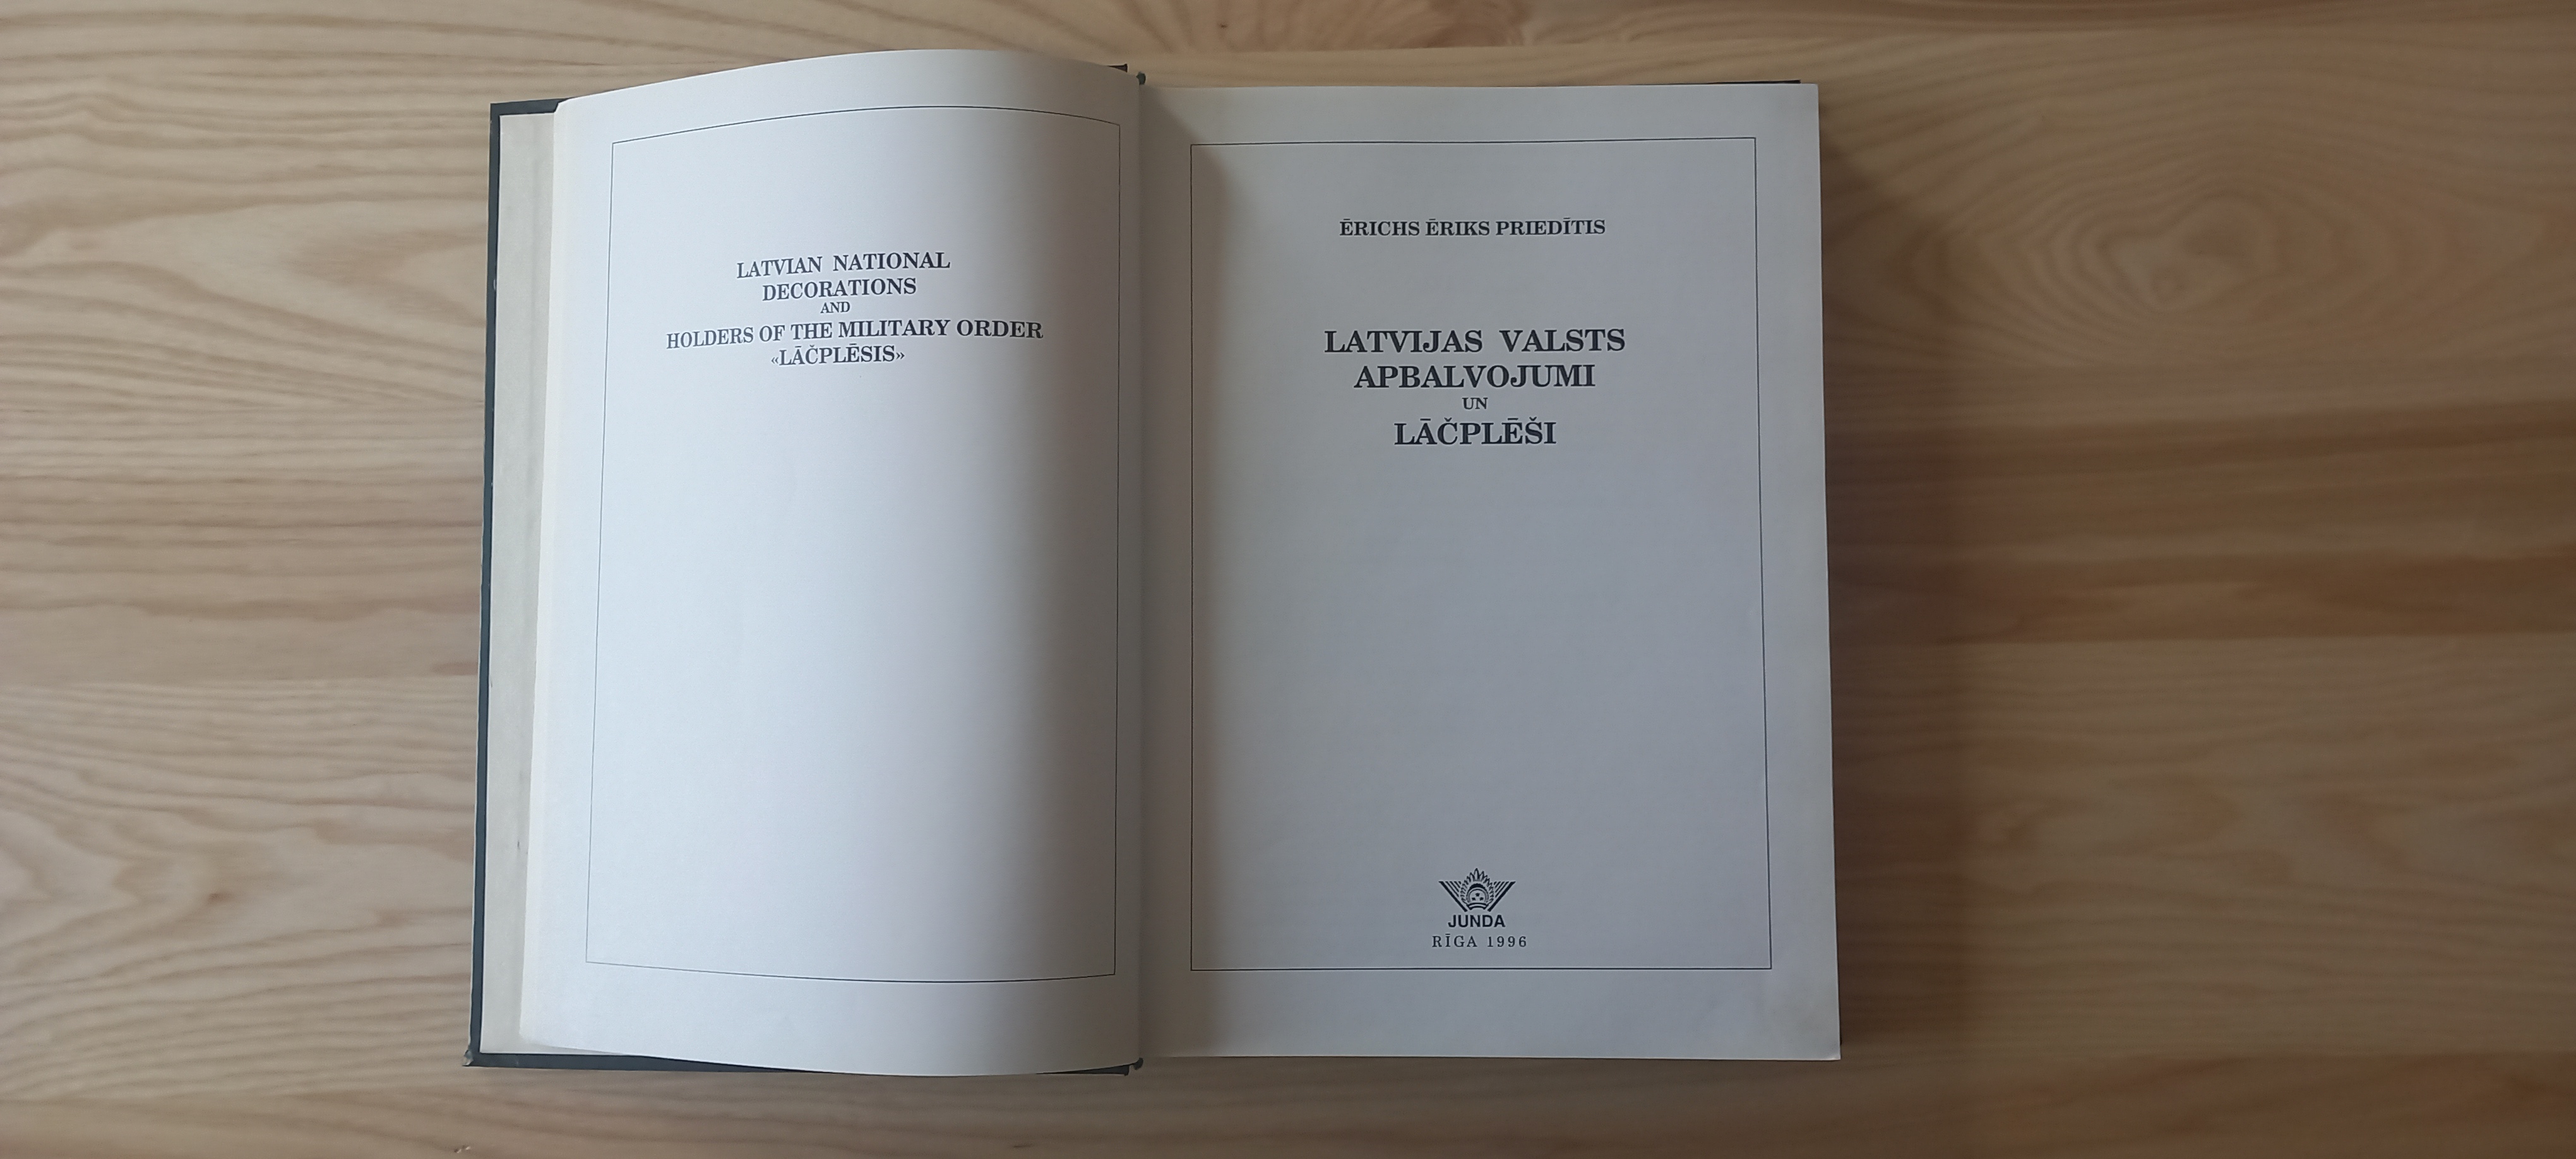 LATVIAN NATIONAL
DECORATIONS
AND
HOLDERS OF THE MILITARY ORDER
«LĀČPLĒSIS»
ĒRICHS ĒRIKS PRIEDĪTIS
LATVIJAS VALSTS
APBALVOJUMI
UN
LĀČPLĒŠI
JUNDA
RĪGA 1996